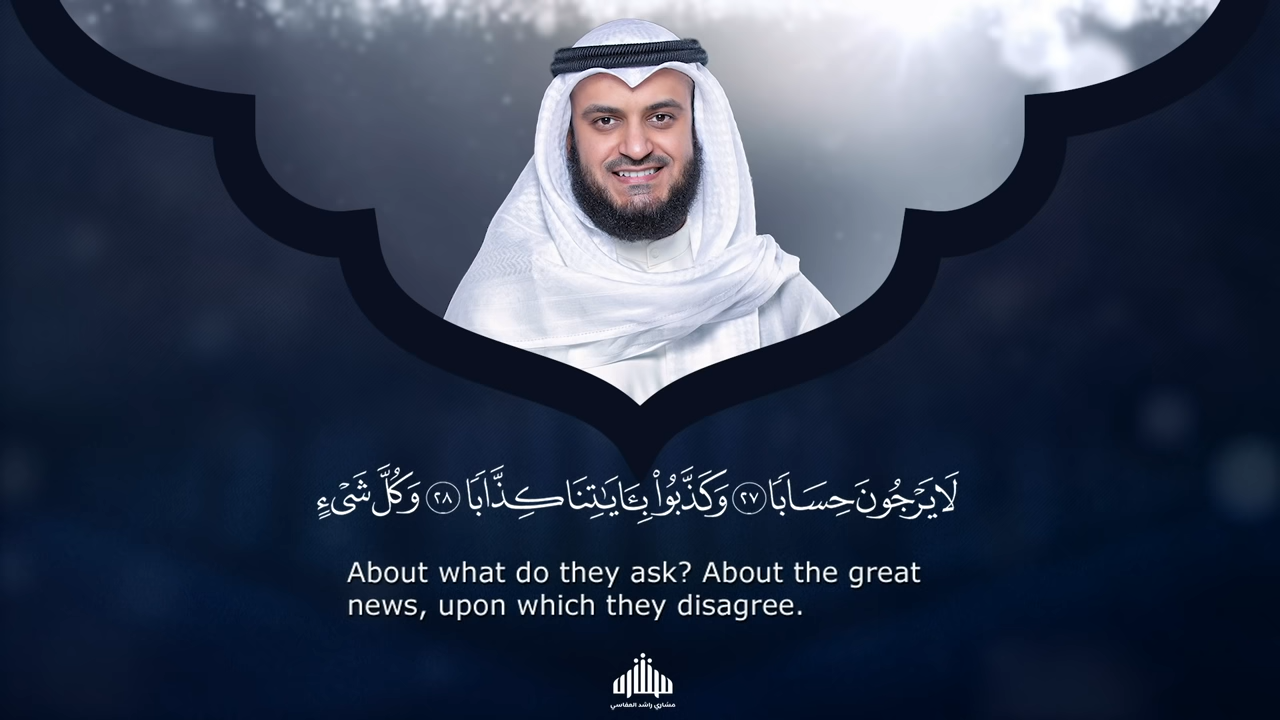 لَا يَرْجُونَ حِسَابًا ٢٧ وَكَذَّبُوا۟ بِـَٔايَـٰتِنَا كِذَّابًا ٢٨ وَكُلَّ شَىْءٍ
About what do they ask? About the great
news, upon which they disagree.
مشاري راشد العفاسي